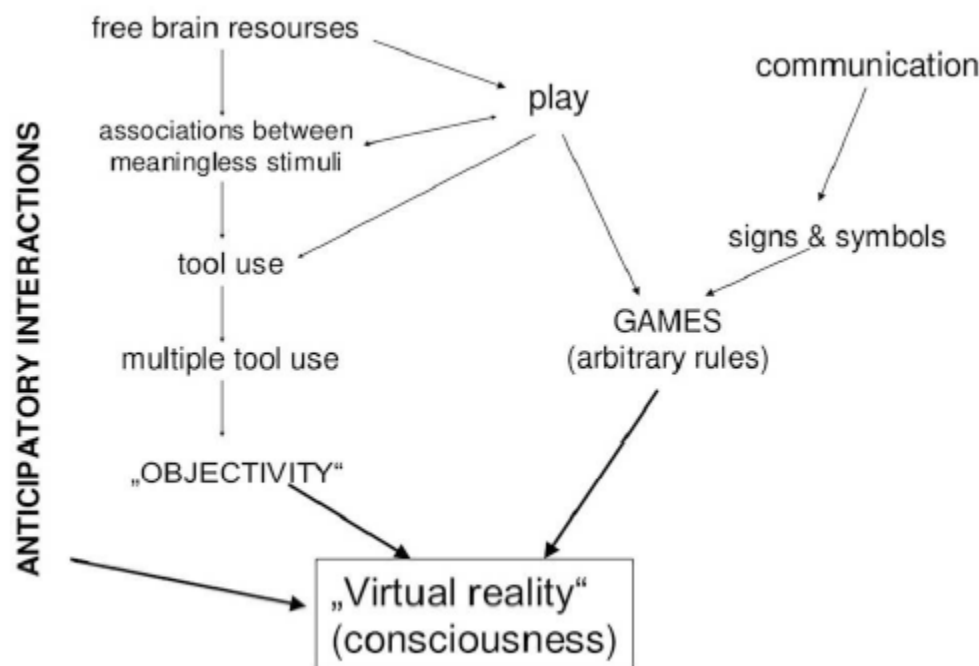 free brain resourses
communication
play
associations between
meaningless stimuli
signs & symbols
tool use
GAMES
(arbitrary rules)
multiple tool use
„OBJECTIVITY“
ANTICIPATORY INTERACTIONS
„Virtual reality“
(consciousness)